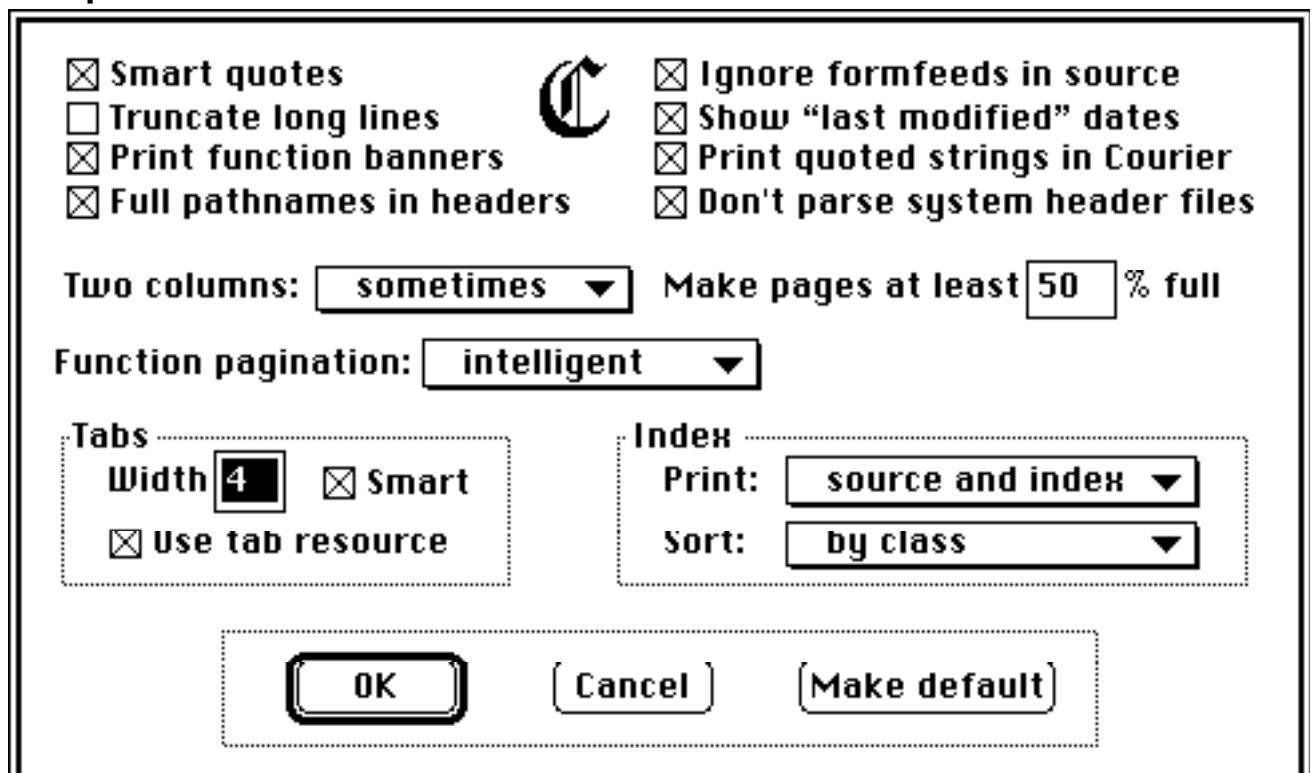 Smart quotes
Truncate long lines
Print function banners
Full pathnames in headers
C
Ignore formfeeds in source
Show “last modified” dates
Print quoted strings in Courier
Don't parse system header files
Two columns: sometimes Make pages at least 50 % full
Function pagination: intelligent
Tabs
Width 4 Smart
Use tab resource
Index
Print: source and index
Sort: by class
OK Cancel Make default